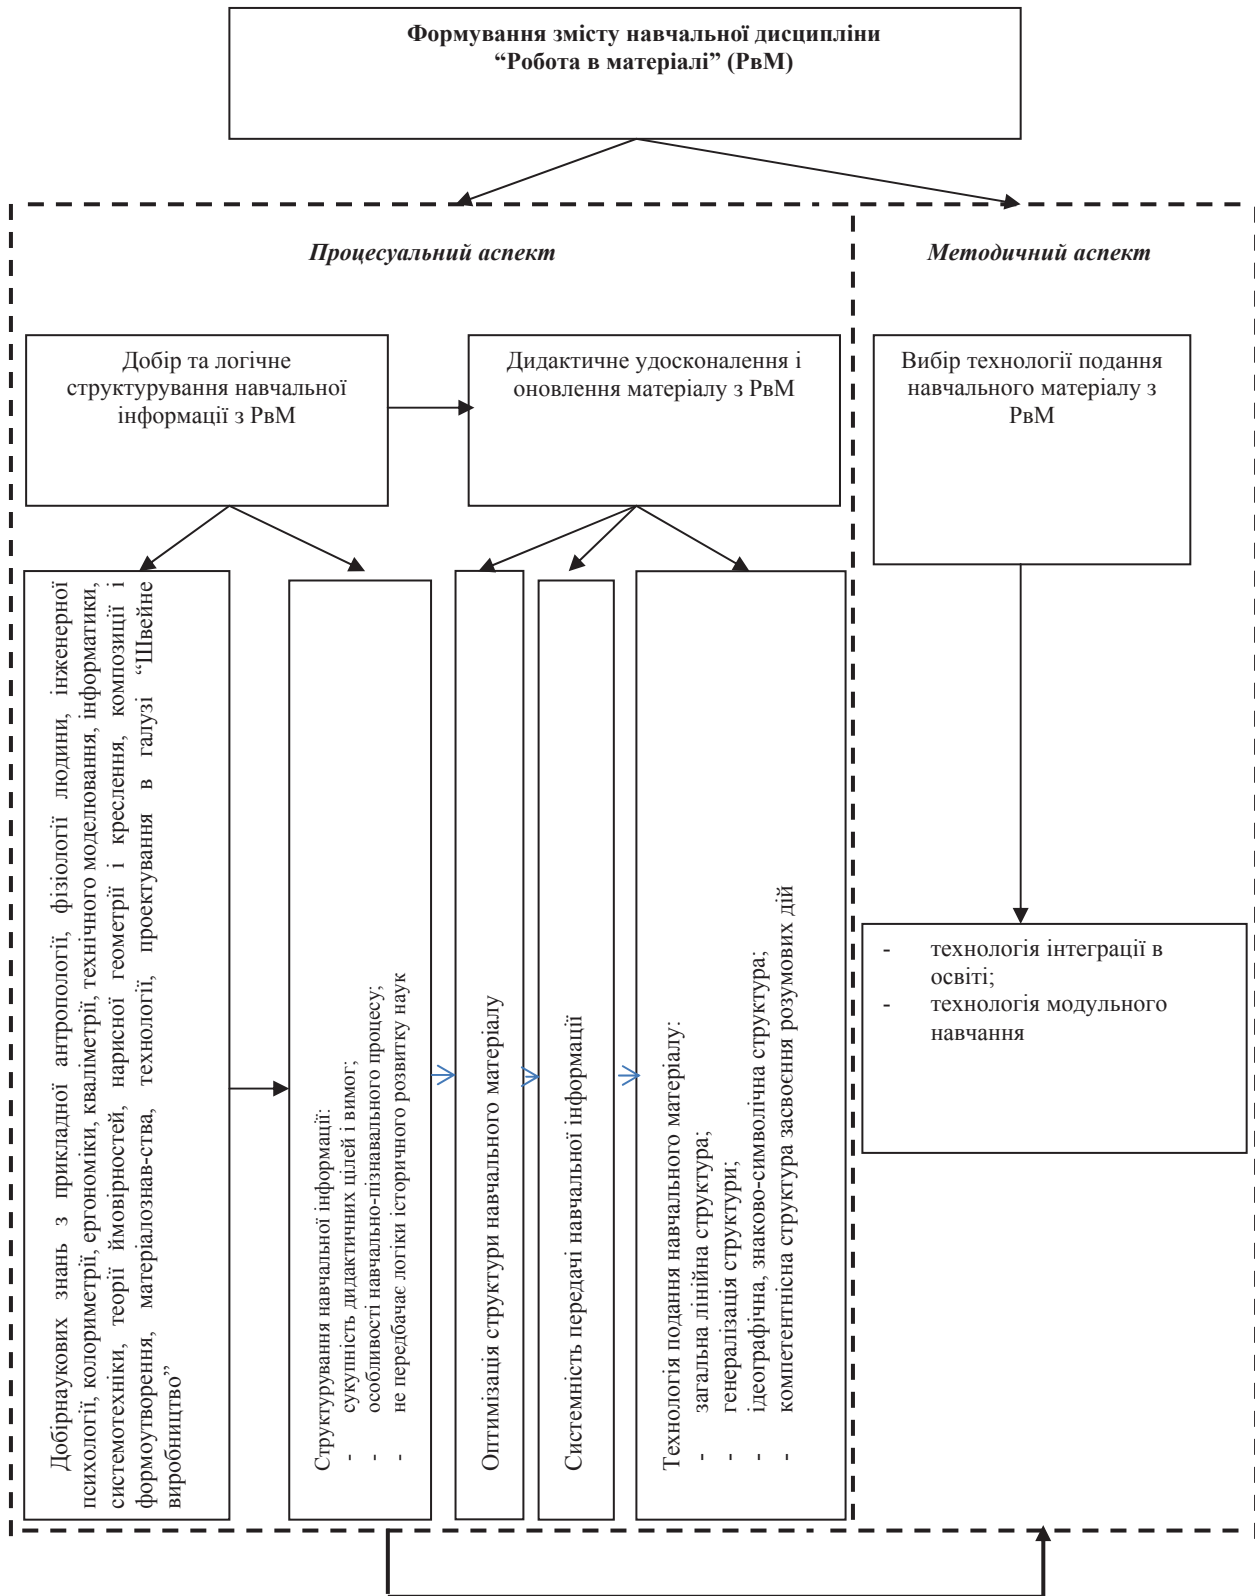 Формування змісту навчальної дисципліни
“Робота в матеріалі” (РвМ)
Процесуальний аспект
Методичний аспект
Добір та логічне
структурування навчальної
інформації з РвМ
Дидактичне удосконалення і
оновлення матеріалу з РвМ
Вибір технології подання
навчального матеріалу з
РвМ
Добірнаукових знань з прикладної антропології, фізіології людини, інженерної
психології, колориметрії, ергономіки, кваліметрії, технічного моделювання, інформатики,
системотехніки, теорії ймовірностей, нарисної геометрії і креслення, композиції і
формоутворення, матеріалознав-ства, технології, проектування в галузі “Швейне
виробництво”
Структурування навчальної інформації:
- сукупність дидактичних цілей і вимог;
- особливості навчально-пізнавального процесу;
- не передбачає логіки історичного розвитку наук
Оптимізація структури навчального матеріалу
Системність передачі навчальної інформації
Технологія подання навчального матеріалу:
- загальна лінійна структура;
- генералізація структури;
- ідеографічна, знаково-символічна структура;
- компетентнісна структура засвоєння розумових дій
- технологія інтеграції в
освіті;
- технологія модульного
навчання